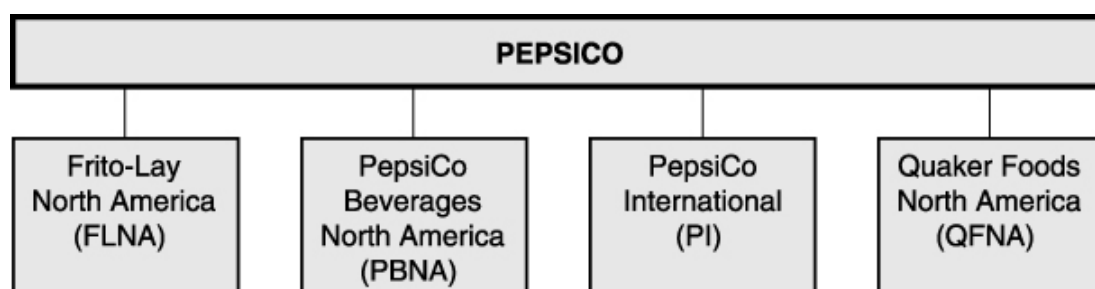 PEPSICO
Frito-Lay
North America
(FLNA)
PepsiCo
Beverages
North America
(PBNA)
PepsiCo
International
(PI)
Quaker Foods
North America
(QFNA)